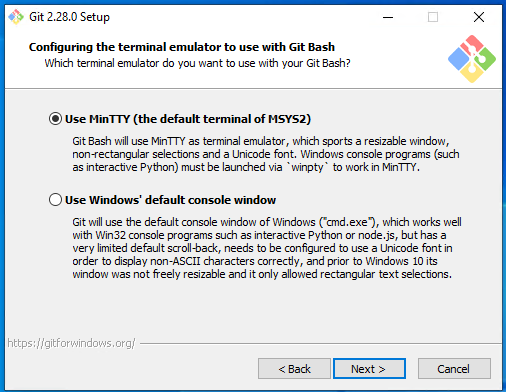 Git 2.28.0 Setup
Configuring the terminal emulator to use with Git Bash
Which terminal emulator do you want to use with your Git Bash?
Use MinTTY (the default terminal of MSYS2)
Git Bash will use MinTTY as terminal emulator, which sports a resizable window,
non-rectangular selections and a Unicode font. Windows console programs (such
as interactive Python) must be launched via `winpty` to work in MinTTY.
Use Windows' default console window
Git will use the default console window of Windows ("cmd.exe"), which works well
with Win32 console programs such as interactive Python or node.js, but has a
very limited default scroll-back, needs to be configured to use a Unicode font in
order to display non-ASCII characters correctly, and prior to Windows 10 its
window was not freely resizable and it only allowed rectangular text selections.
https://gitforwindows.org/
< Back
Next >
Cancel